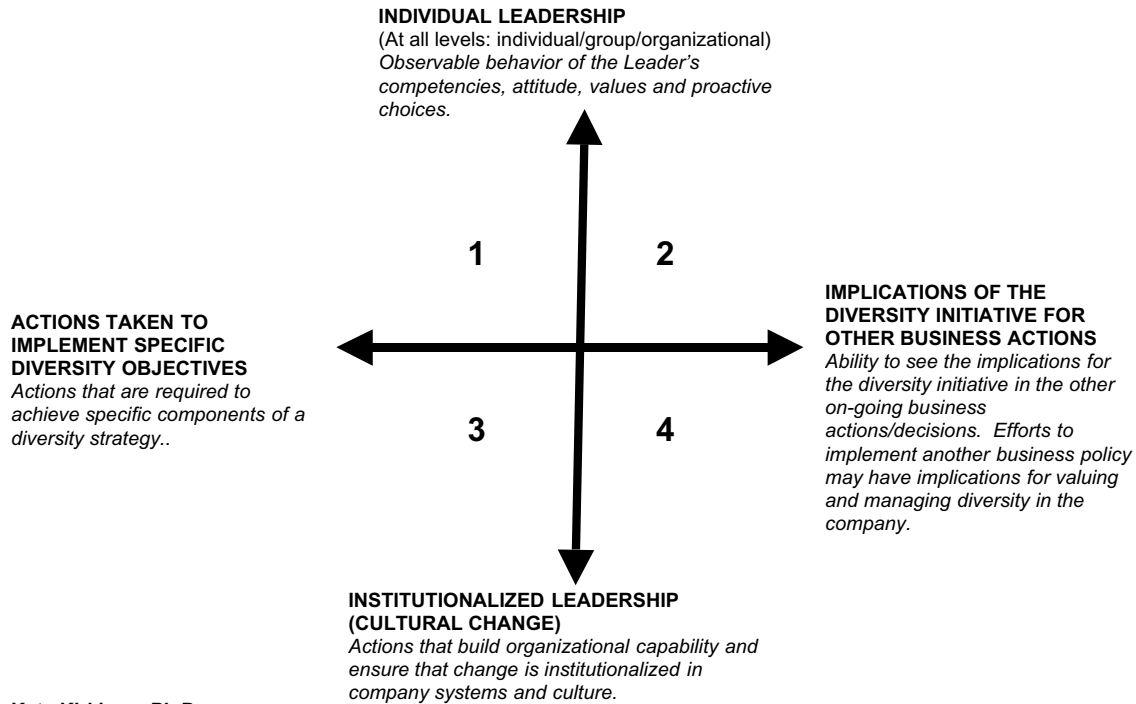 INDIVIDUAL LEADERSHIP
(At all levels: individual/group/organizational)
Observable behavior of the Leader's
competencies, attitude, values and proactive
choices.
1
2
ACTIONS TAKEN TO
IMPLEMENT SPECIFIC
DIVERSITY OBJECTIVES
Actions that are required to
achieve specific components of a
diversity strategy..
IMPLICATIONS OF THE
DIVERSITY INITIATIVE FOR
OTHER BUSINESS ACTIONS
Ability to see the implications for
the diversity initiative in the other
on-going business
actions/decisions.  Efforts to
implement another business policy
may have implications for valuing
and managing diversity in the
company.
3
4
INSTITUTIONALIZED LEADERSHIP
(CULTURAL CHANGE)
Actions that build organizational capability and
ensure that change is institutionalized in
company systems and culture.